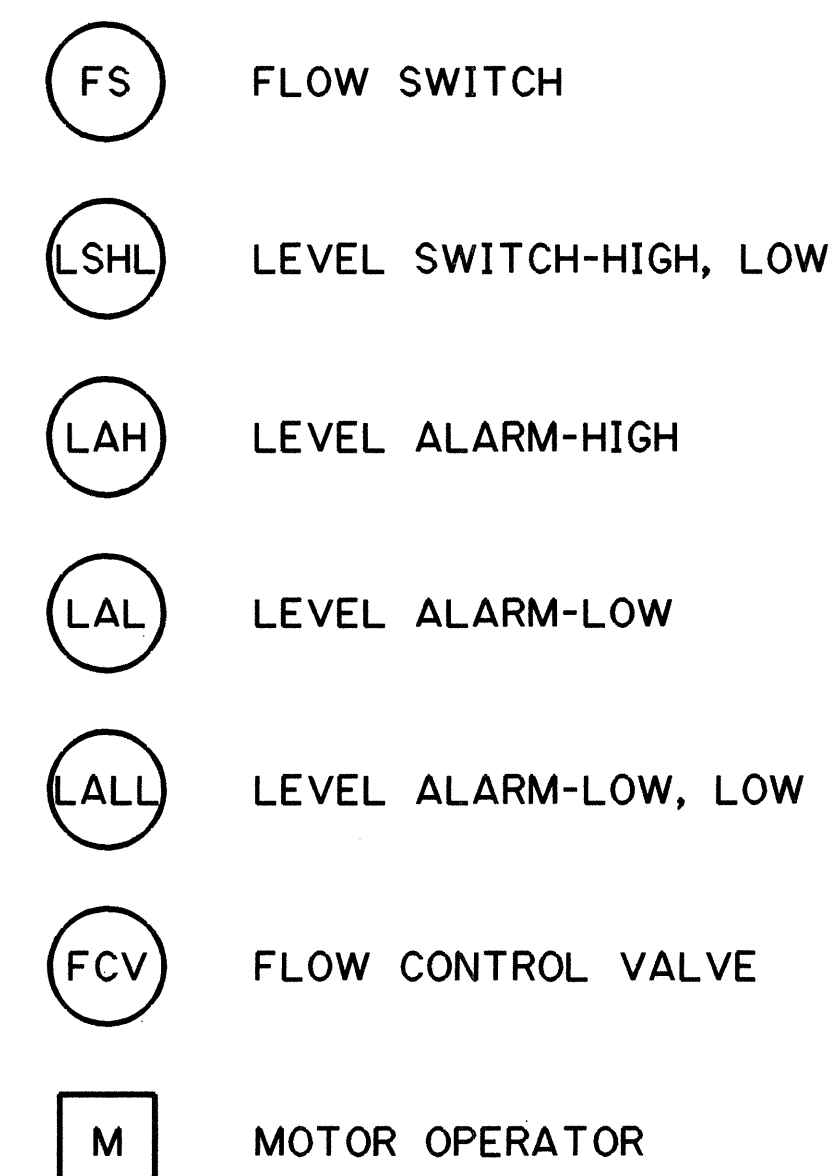 FS FLOW SWITCH
LSHL LEVEL SWITCH-HIGH, LOW
LAH LEVEL ALARM-HIGH
LAL LEVEL ALARM-LOW
LALL LEVEL ALARM-LOW, LOW
FCV FLOW CONTROL VALVE
M MOTOR OPERATOR